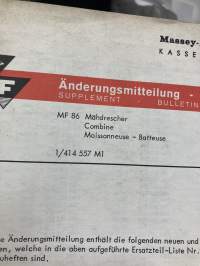 Massey-
KASSE
F
Änderungsmitteilung -
SUPPLEMENT - BULLETIN
MF 86 Mähdrescher
Combine
Moissonneuse - Batteuse
1/414 557 M1
e Änderungsmitteilung enthält die folgenden neuen und
en, welche in die oben aufgeführte Ersatzteil-Liste Nr.
uheften sind.